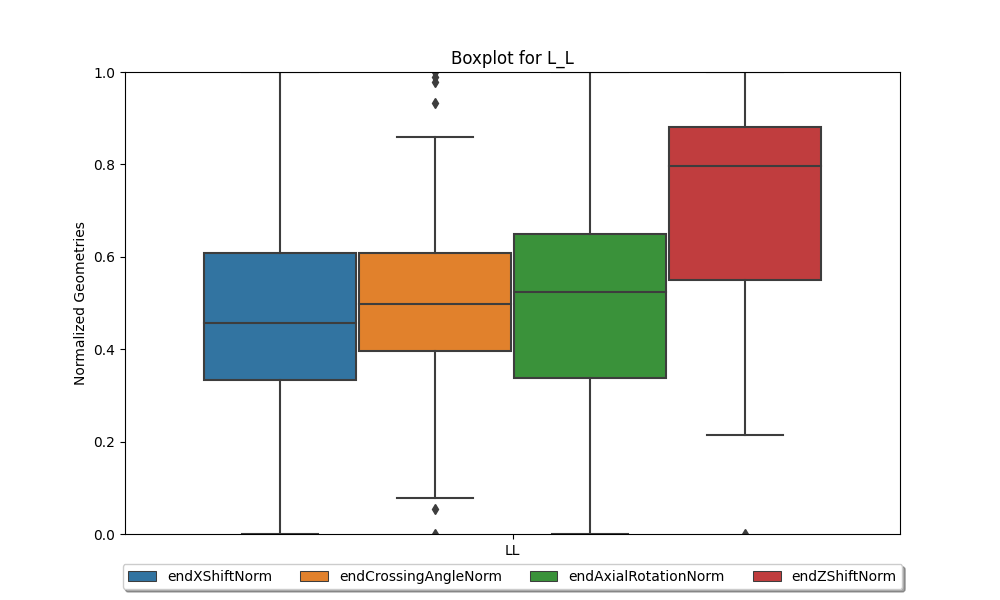 Boxplot for L_L
1.0
0.8
0.6
0.4
0.2
0.0
Normalized Geometries
LL
endXShiftNorm endCrossingAngleNorm endAxialRotationNorm endZShiftNorm